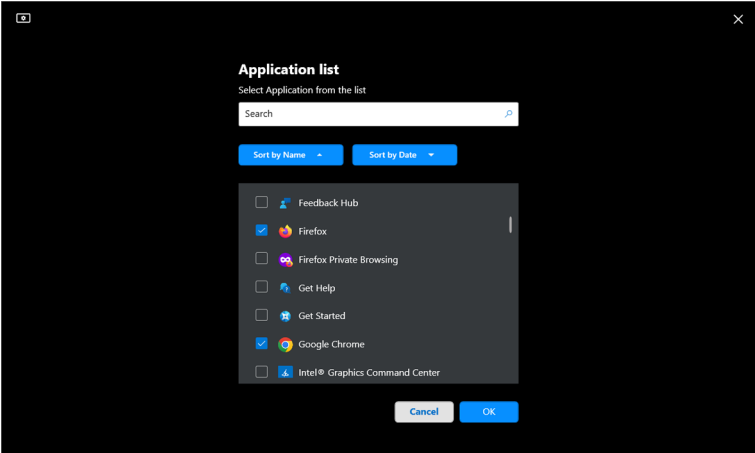 Application list
Select Application from the list
Search
Sort by Name Sort by Date
Feedback Hub
Firefox
Firefox Private Browsing
Get Help
Get Started
Google Chrome
Intel® Graphics Command Center
Cancel OK